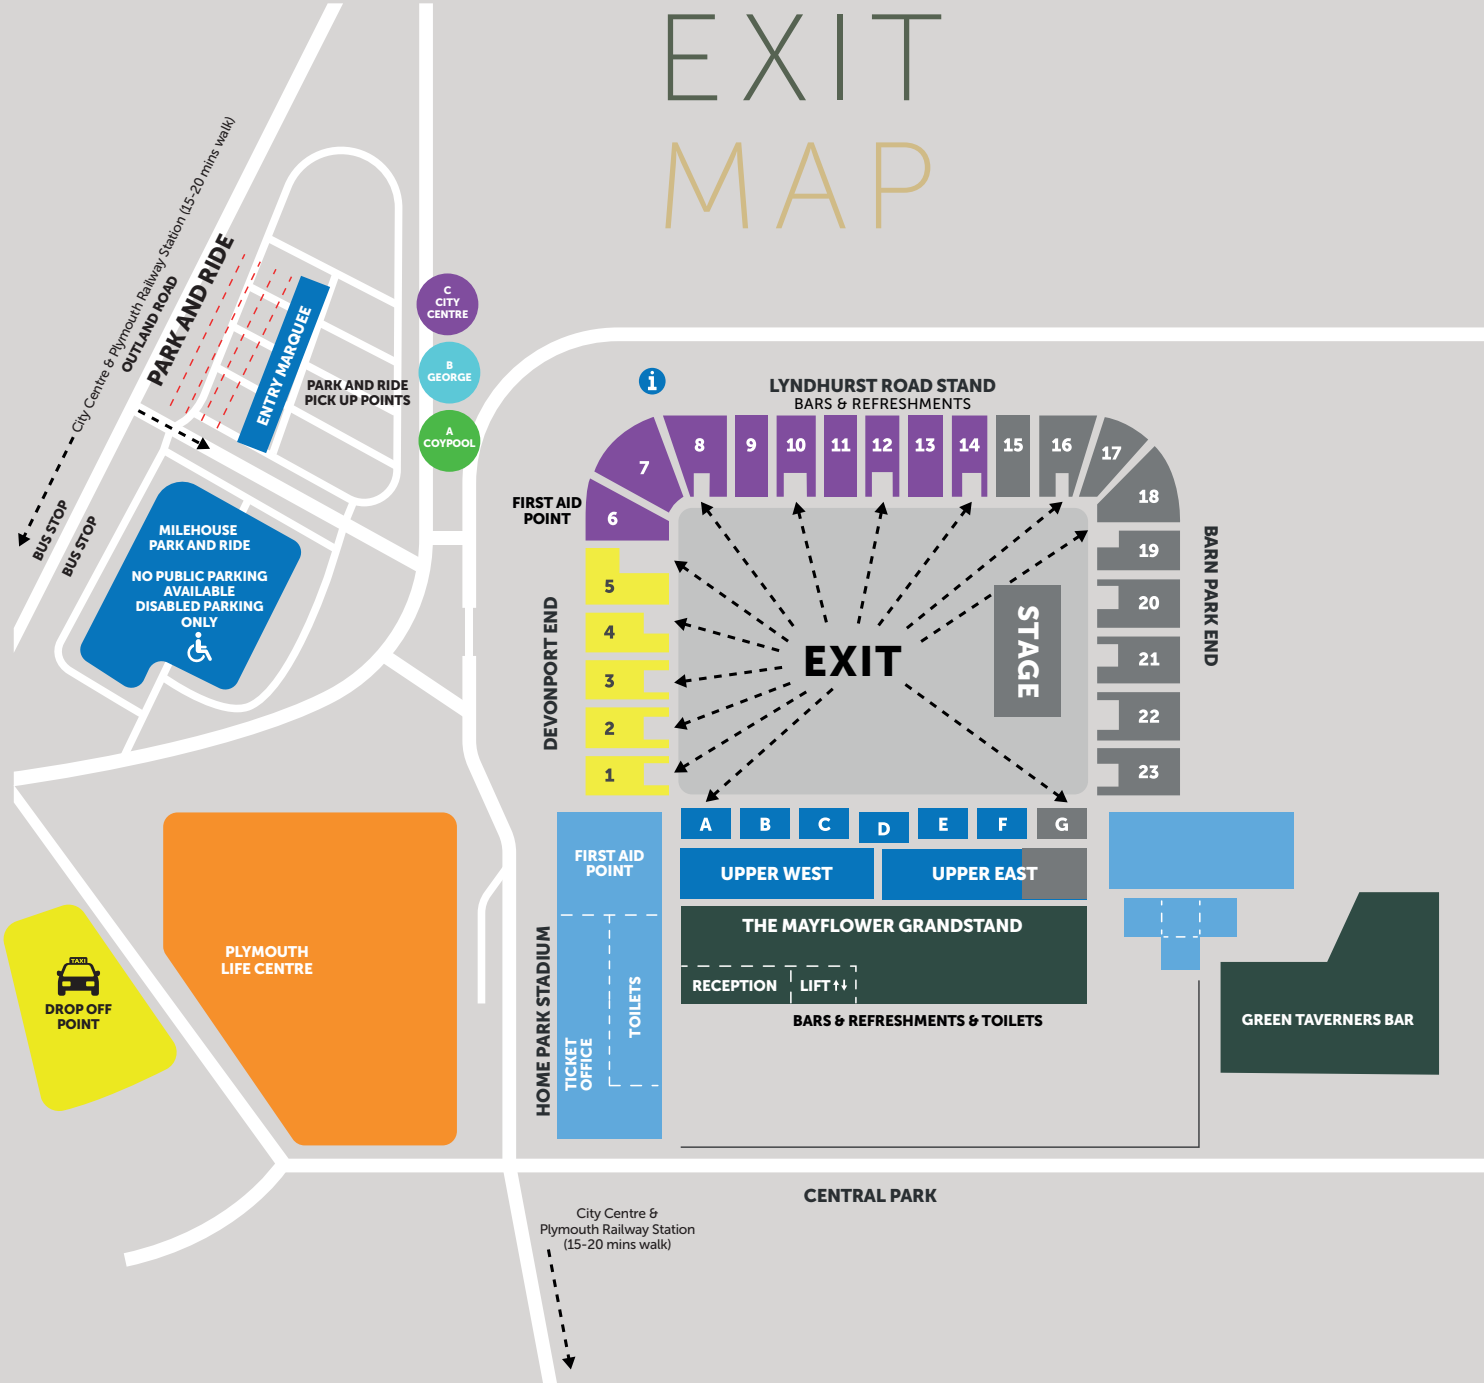 EXIT
MAP
City Centre & Plymouth Railway Station (15-20 mins walk)
OUTLAND ROAD
PARK AND RIDE
ENTRY MARQUEE
PARK AND RIDE
PICK UP POINTS
C
CITY
CENTRE
B
GEORGE
A
COYPOOL
BUS STOP
BUS STOP
MILEHOUSE
PARK AND RIDE
NO PUBLIC PARKING
AVAILABLE
DISABLED PARKING
ONLY
i
LYNDHURST ROAD STAND
BARS & REFRESHMENTS
8
9
10
11
12
13
14
15
16
17
7
18
FIRST AID
POINT
6
5
4
3
2
1
DEVONPORT END
EXIT
STAGE
19
20
21
22
23
BARN PARK END
A
B
C
D
E
F
G
UPPER WEST
UPPER EAST
THE MAYFLOWER GRANDSTAND
RECEPTION
LIFT
BARS & REFRESHMENTS & TOILETS
FIRST AID
POINT
TOILETS
TICKET
OFFICE
HOME PARK STADIUM
GREEN TAVERNERS BAR
PLYMOUTH
LIFE CENTRE
TAXI
DROP OFF
POINT
CENTRAL PARK
City Centre &
Plymouth Railway Station
(15-20 mins walk)